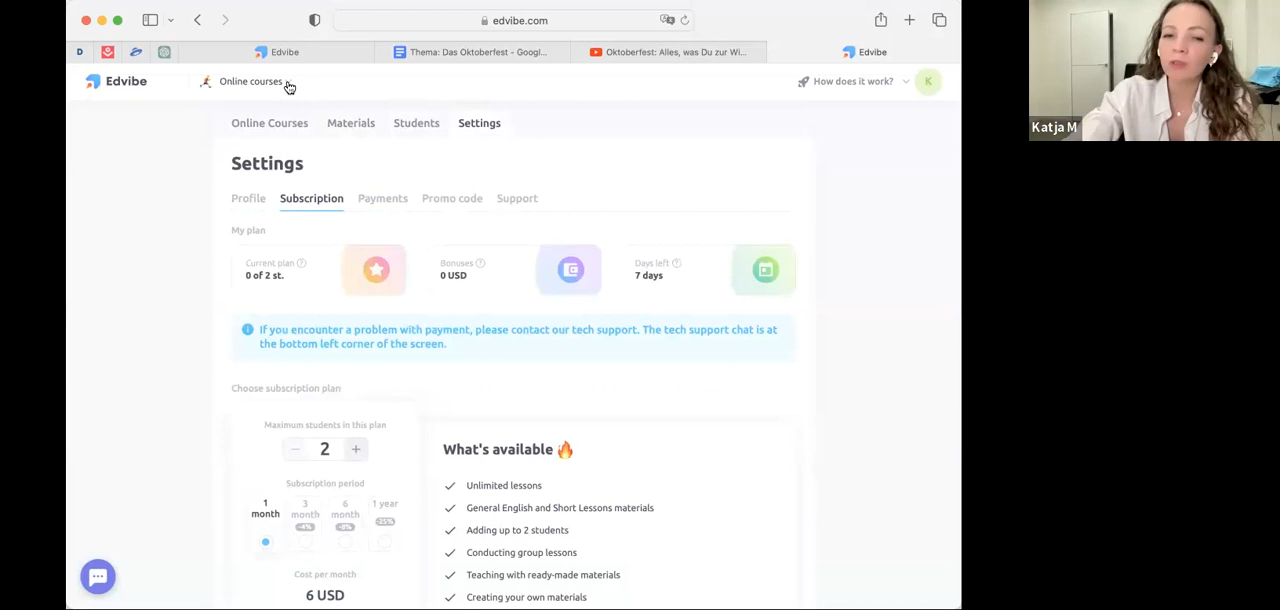 edvibe.com
D
Edvibe
Thema: Das Oktoberfest - Googl...
Oktoberfest: Alles, was Du zur Wi...
Edvibe
Edvibe
Online courses
How does it work?
K
Online Courses
Materials
Students
Settings
Settings
Profile
Subscription
Payments
Promo code
Support
My plan
Current plan
0 of 2 st.
Bonuses
0 USD
Days left
7 days
If you encounter a problem with payment, please contact our tech support. The tech support chat is at
the bottom left corner of the screen.
Choose subscription plan
Maximum students in this plan
2
Subscription period
1
month
3
month
-4%
6
month
-8%
1 year
-25%
Cost per month
6 USD
What's available
Unlimited lessons
General English and Short Lessons materials
Adding up to 2 students
Conducting group lessons
Teaching with ready-made materials
Creating your own materials
Katja M